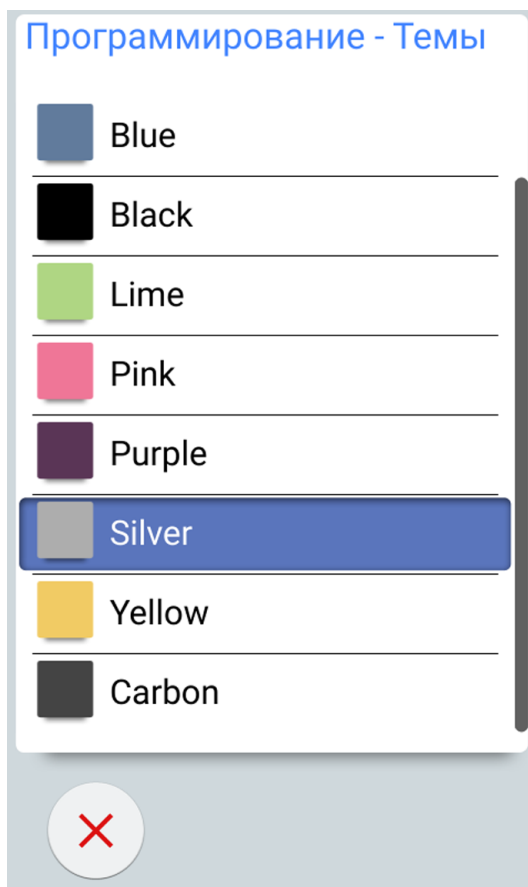 Программирование - Темы
Blue
Black
Lime
Pink
Purple
Silver
Yellow
Carbon